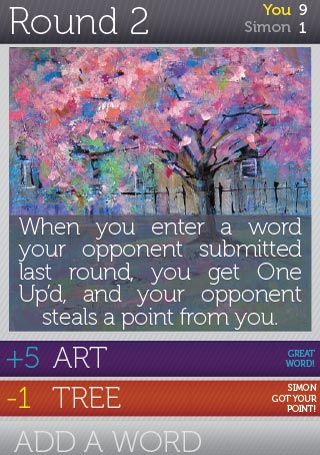 Round 2
You 9
Simon 1
When you enter a word
your opponent submitted
last round, you get One
Up'd, and your opponent
steals a point from you.
+5 ART GREAT
WORD!
-1 TREE SIMON
GOT YOUR
POINT!
ADD A WORD